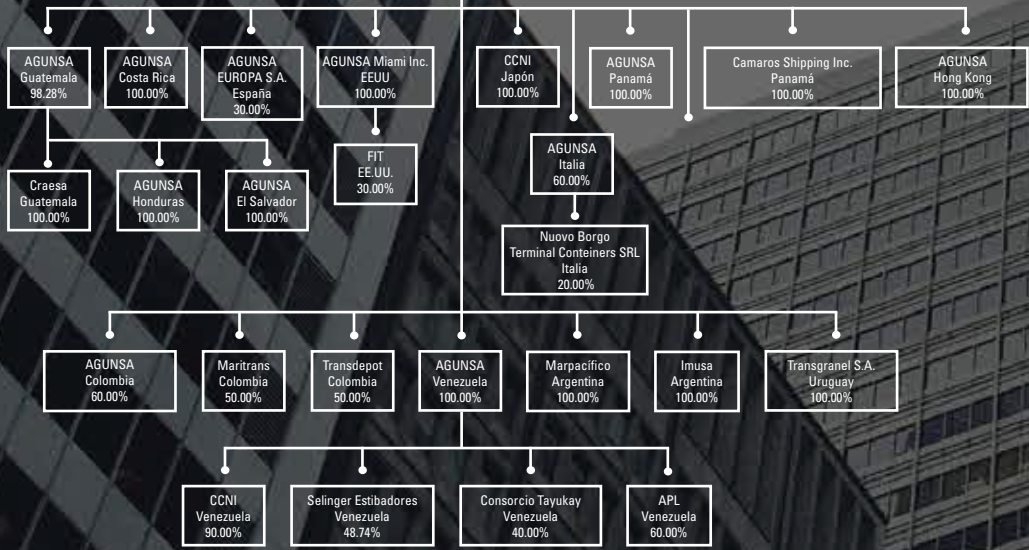 AGUNSA
Guatemala
98.28%
AGUNSA
Costa Rica
100.00%
AGUNSA
EUROPA S.A.
España
30.00%
AGUNSA Miami Inc.
EEUU
100.00%
CCNI
Japón
100.00%
AGUNSA
Panamá
100.00%
Camaros Shipping Inc.
Panamá
100.00%
AGUNSA
Hong Kong
100.00%
Craesa
Guatemala
100.00%
AGUNSA
Honduras
100.00%
AGUNSA
El Salvador
100.00%
FIT
EE.UU.
30.00%
AGUNSA
Italia
60.00%
Nuovo Borgo
Terminal Conteiners SRL
Italia
20.00%
AGUNSA
Colombia
60.00%
Maritrans
Colombia
50.00%
Transdepot
Colombia
50.00%
AGUNSA
Venezuela
100.00%
Marpacífico
Argentina
100.00%
Imusa
Argentina
100.00%
Transgranel S.A.
Uruguay
100.00%
CCNI
Venezuela
90.00%
Selinger Estibadores
Venezuela
48.74%
Consorcio Tayukay
Venezuela
40.00%
APL
Venezuela
60.00%